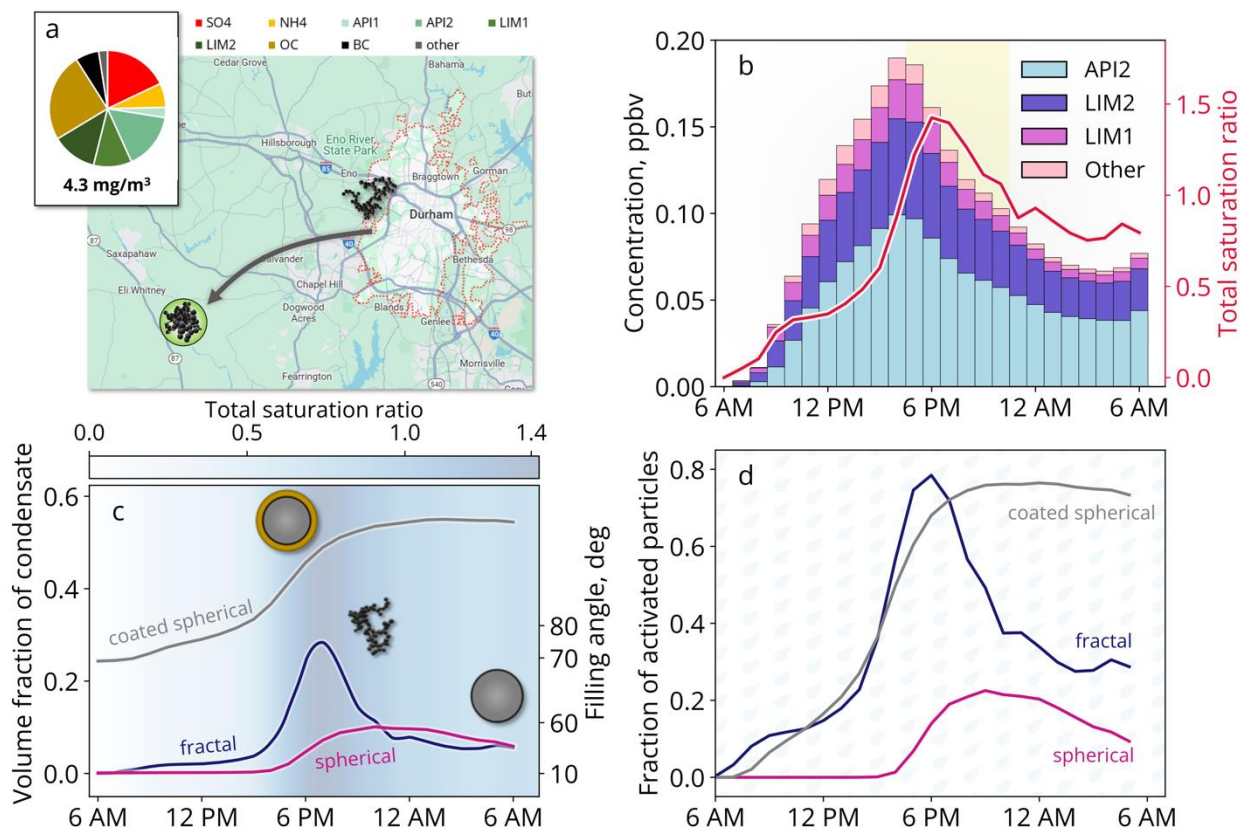 a
SO4 NH4 API1 API2 LIM1
LIM2 OC BC other
4.3 mg/m³
Cedar Grove
Bahama
Hillsborough
Eno River
State Park
Eno
85
Braggtown
Gorman
Durham
98
87
Saxapahaw
40
Bethesda
Eli Whitney
Chapel Hill
Dogwood
Acres
Blands
Genlee
40
87
Morrisville
Fearrington
540
b
Concentration, ppbv
0.20
0.15
0.10
0.05
0.00
API2
LIM2
LIM1
Other
Total saturation ratio
1.5
1.0
0.5
0.0
6 AM 12 PM 6 PM 12 AM 6 AM
Total saturation ratio
0.0 0.5 1.0 1.4
c
Volume fraction of condensate
0.6
0.4
0.2
0.0
coated spherical
fractal
spherical
Filling angle, deg
80
70
60
10
6 AM 12 PM 6 PM 12 AM 6 AM
d
Fraction of activated particles
0.8
0.6
0.4
0.2
0.0
coated spherical
fractal
spherical
6 AM 12 PM 6 PM 12 AM 6 AM